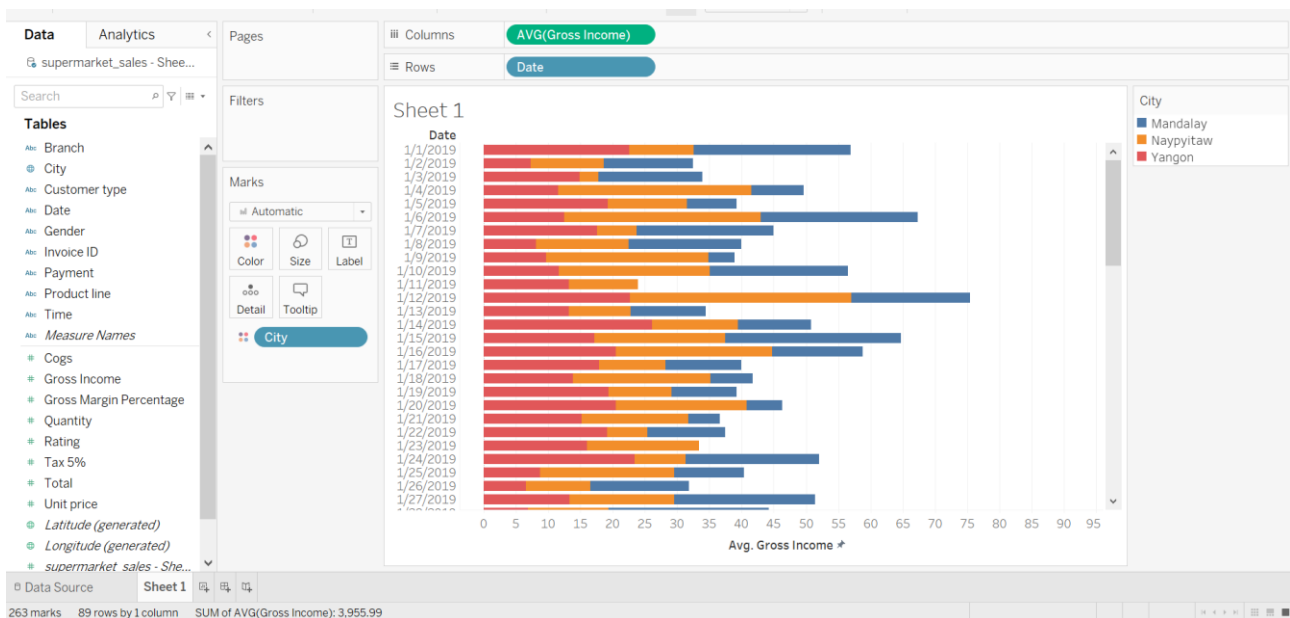 Data Analytics
supermarket_sales - Shee...
Search
Tables
Abc Branch
City
Abc Customer type
Abc Date
Abc Gender
Abc Invoice ID
Abc Payment
Abc Product line
Abc Time
Abc Measure Names
# Cogs
# Gross Income
# Gross Margin Percentage
# Quantity
# Rating
# Tax 5%
# Total
# Unit price
Latitude (generated)
Longitude (generated)
# supermarket_sales - She...
Pages
Filters
Marks
Automatic
Color Size Label
Detail Tooltip
City
Columns AVG(Gross Income)
Rows Date
Sheet 1
Date
1/1/2019
1/2/2019
1/3/2019
1/4/2019
1/5/2019
1/6/2019
1/7/2019
1/8/2019
1/9/2019
1/10/2019
1/11/2019
1/12/2019
1/13/2019
1/14/2019
1/15/2019
1/16/2019
1/17/2019
1/18/2019
1/19/2019
1/20/2019
1/21/2019
1/22/2019
1/23/2019
1/24/2019
1/25/2019
1/26/2019
1/27/2019
0 5 10 15 20 25 30 35 40 45 50 55 60 65 70 75 80 85 90 95
Avg. Gross Income
City
Mandalay
Naypyitaw
Yangon
Data Source Sheet 1
263 marks 89 rows by 1 column SUM of AVG(Gross Income): 3,955.99